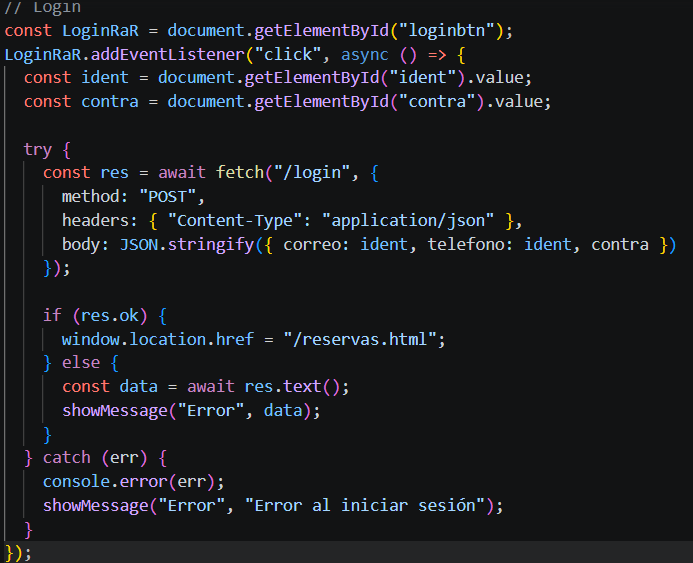 // Login
const LoginRaR = document.getElementById("loginbtn");
LoginRaR.addEventListener("click", async () => {
  const ident = document.getElementById("ident").value;
  const contra = document.getElementById("contra").value;

  try {
    const res = await fetch("/login", {
      method: "POST",
      headers: { "Content-Type": "application/json" },
      body: JSON.stringify({ correo: ident, telefono: ident, contra })
    });

    if (res.ok) {
      window.location.href = "/reservas.html";
    } else {
      const data = await res.text();
      showMessage("Error", data);
    }
  } catch (err) {
    console.error(err);
    showMessage("Error", "Error al iniciar sesión");
  }
});